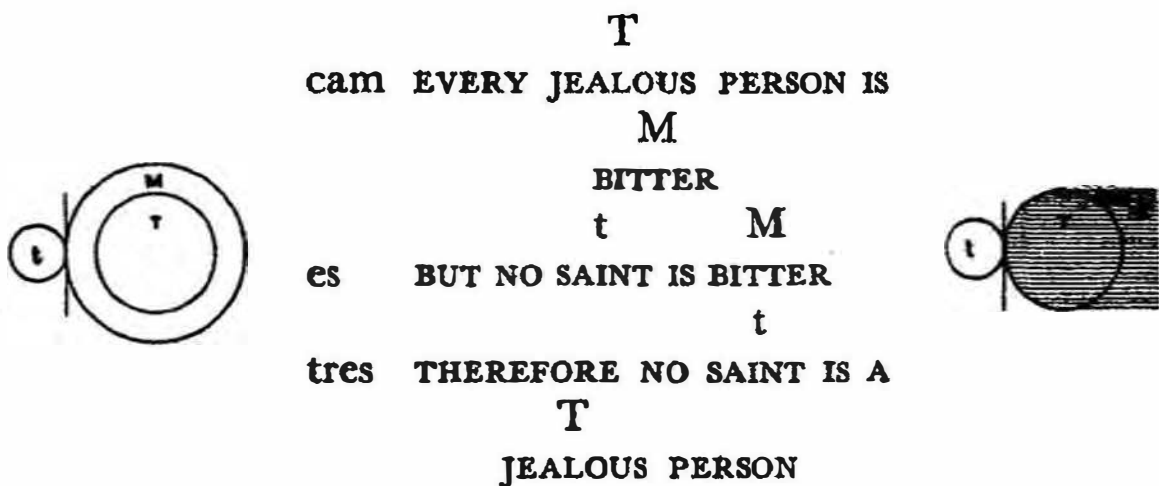 T
cam EVERY JEALOUS PERSON IS
M
BITTER
t M
es BUT NO SAINT IS BITTER
t
tres THEREFORE NO SAINT IS A
T
JEALOUS PERSON
M
T
t
T
t